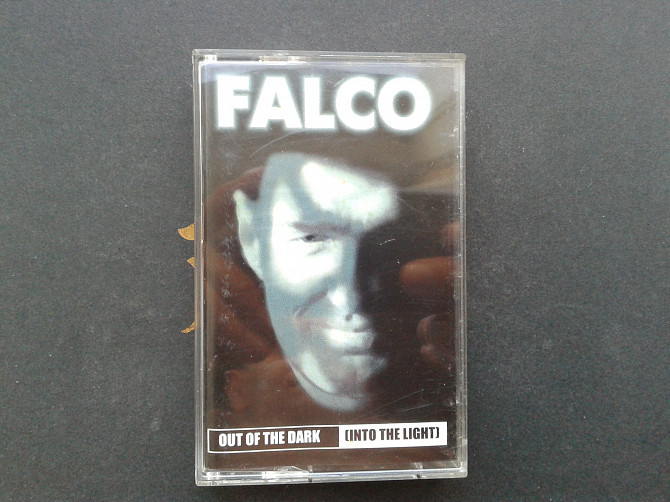 FALCO
OUT OF THE DARK (INTO THE LIGHT)